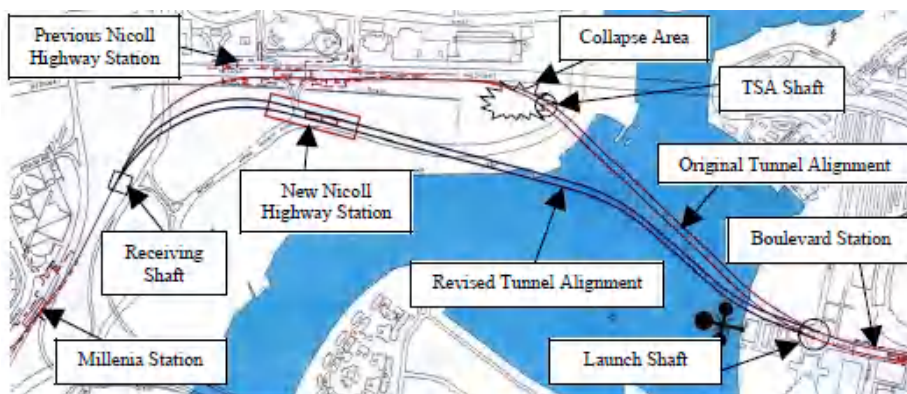 Previous Nicoll
Highway Station
Collapse Area
TSA Shaft
Original Tunnel Alignment
New Nicoll
Highway Station
Boulevard Station
Receiving
Shaft
Revised Tunnel Alignment
Millenia Station
Launch Shaft